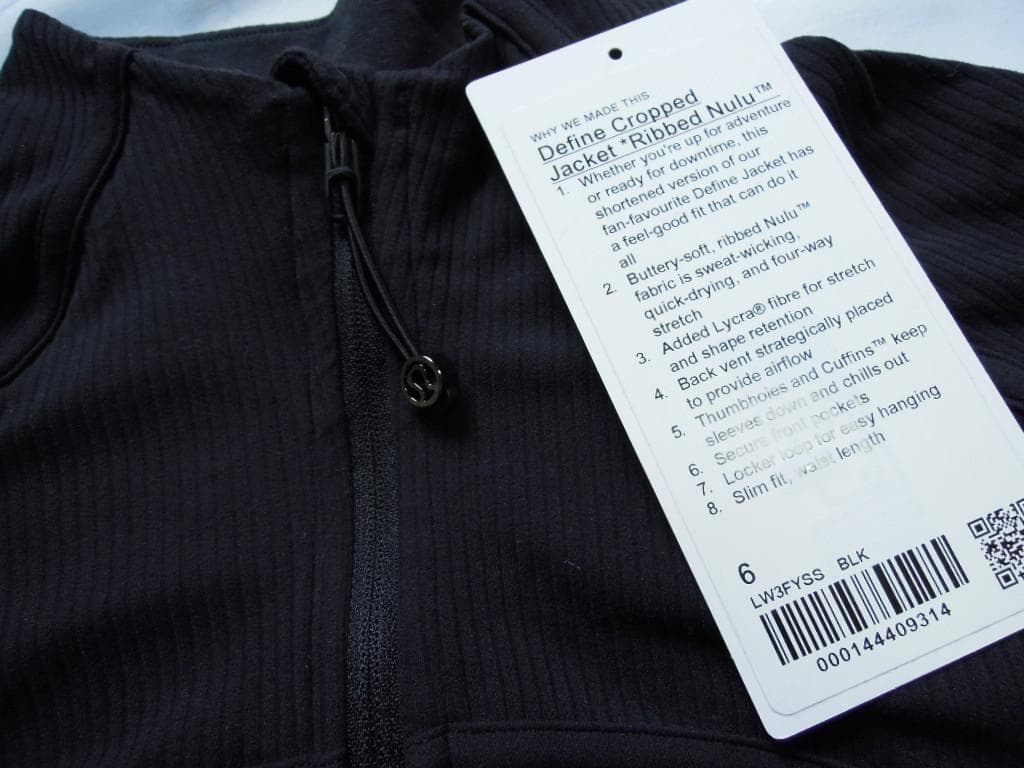 WHY WE MADE THIS
Define Cropped
Jacket *Ribbed Nulu™
1. Whether you're up for adventure
or ready for downtime, this
shortened version of our
fan-favourite Define Jacket has
a feel-good fit that can do it
all
2. Buttery-soft, ribbed Nulu™
fabric is sweat-wicking,
quick-drying, and four-way
stretch
3. Added Lycra® fibre for stretch
and shape retention
4. Back vent strategically placed
to provide airflow
5. Thumbholes and Cuffins™ keep
sleeves down and chills out
6. Secure front pockets
7. Locker loop for easy hanging
8. Slim fit, waist length
6
LW3FYSS BLK
000144409314